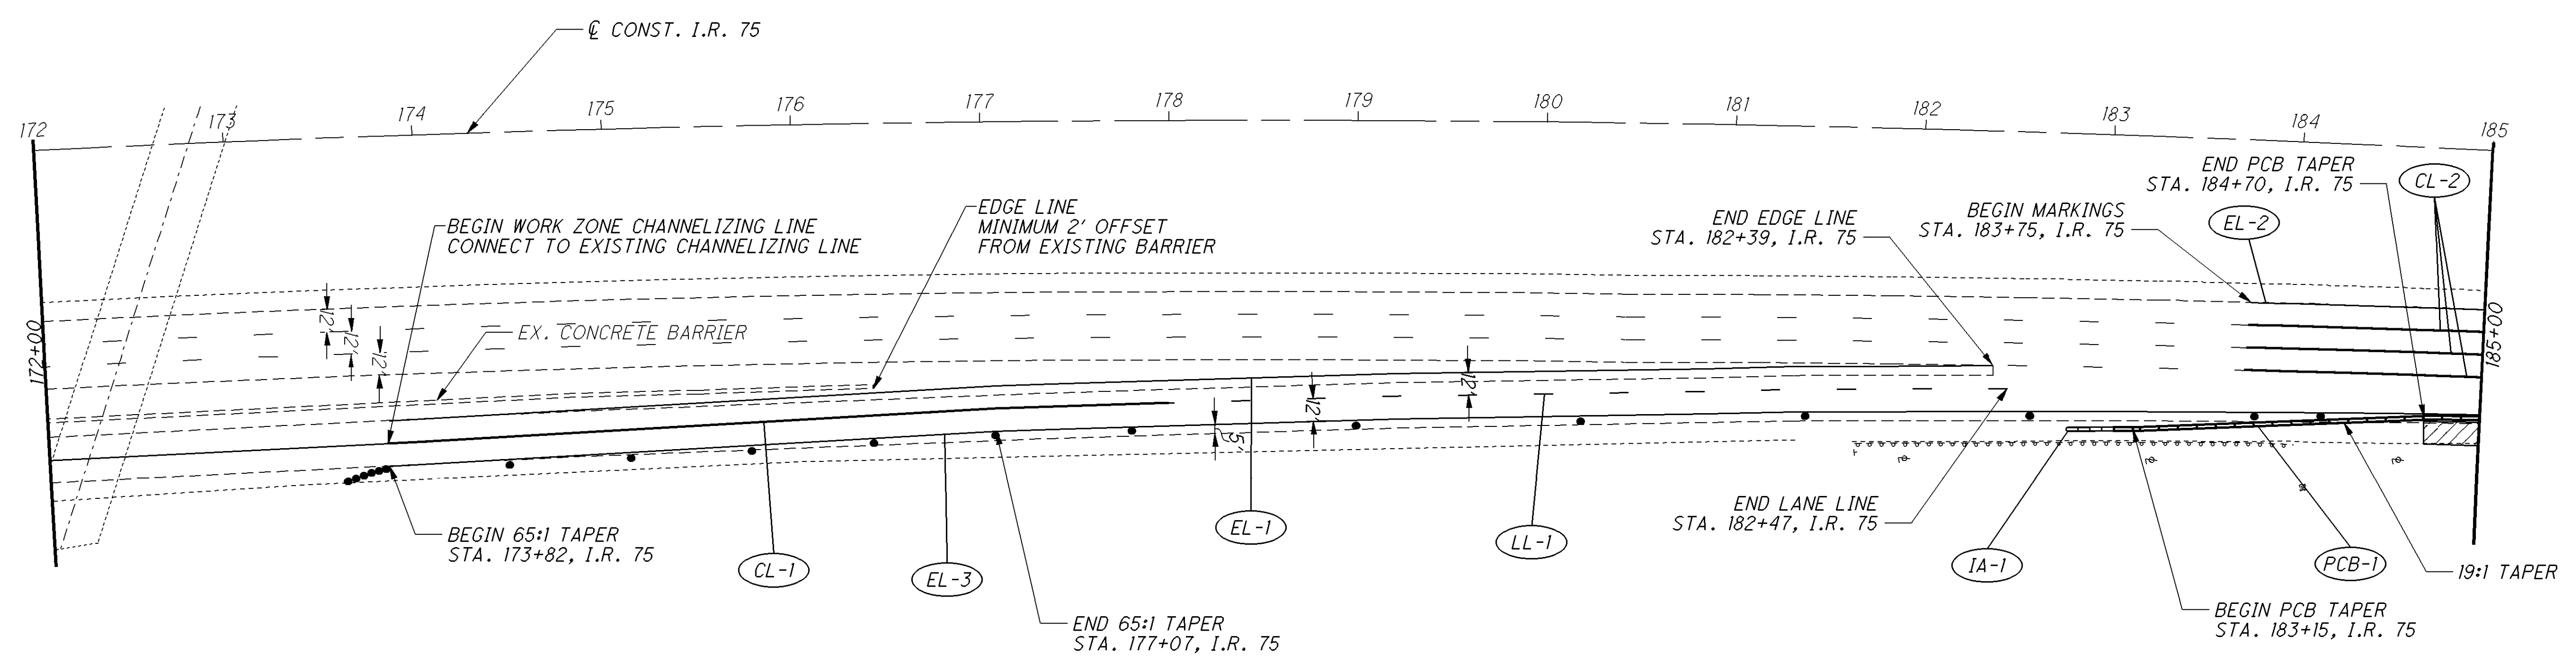 ℄ CONST. I.R. 75
172
173
174
175
176
177
178
179
180
181
182
183
184
185
END PCB TAPER
STA. 184+70, I.R. 75
CL-2
EDGE LINE
MINIMUM 2' OFFSET
FROM EXISTING BARRIER
BEGIN WORK ZONE CHANNELIZING LINE
CONNECT TO EXISTING CHANNELIZING LINE
END EDGE LINE
STA. 182+39, I.R. 75
BEGIN MARKINGS
STA. 183+75, I.R. 75
EL-2
172+00
12'
12'
12'
EX. CONCRETE BARRIER
12'
12'
5'
185+00
BEGIN 65:1 TAPER
STA. 173+82, I.R. 75
CL-1
EL-3
EL-1
LL-1
END LANE LINE
STA. 182+47, I.R. 75
IA-1
PCB-1
19:1 TAPER
END 65:1 TAPER
STA. 177+07, I.R. 75
BEGIN PCB TAPER
STA. 183+15, I.R. 75